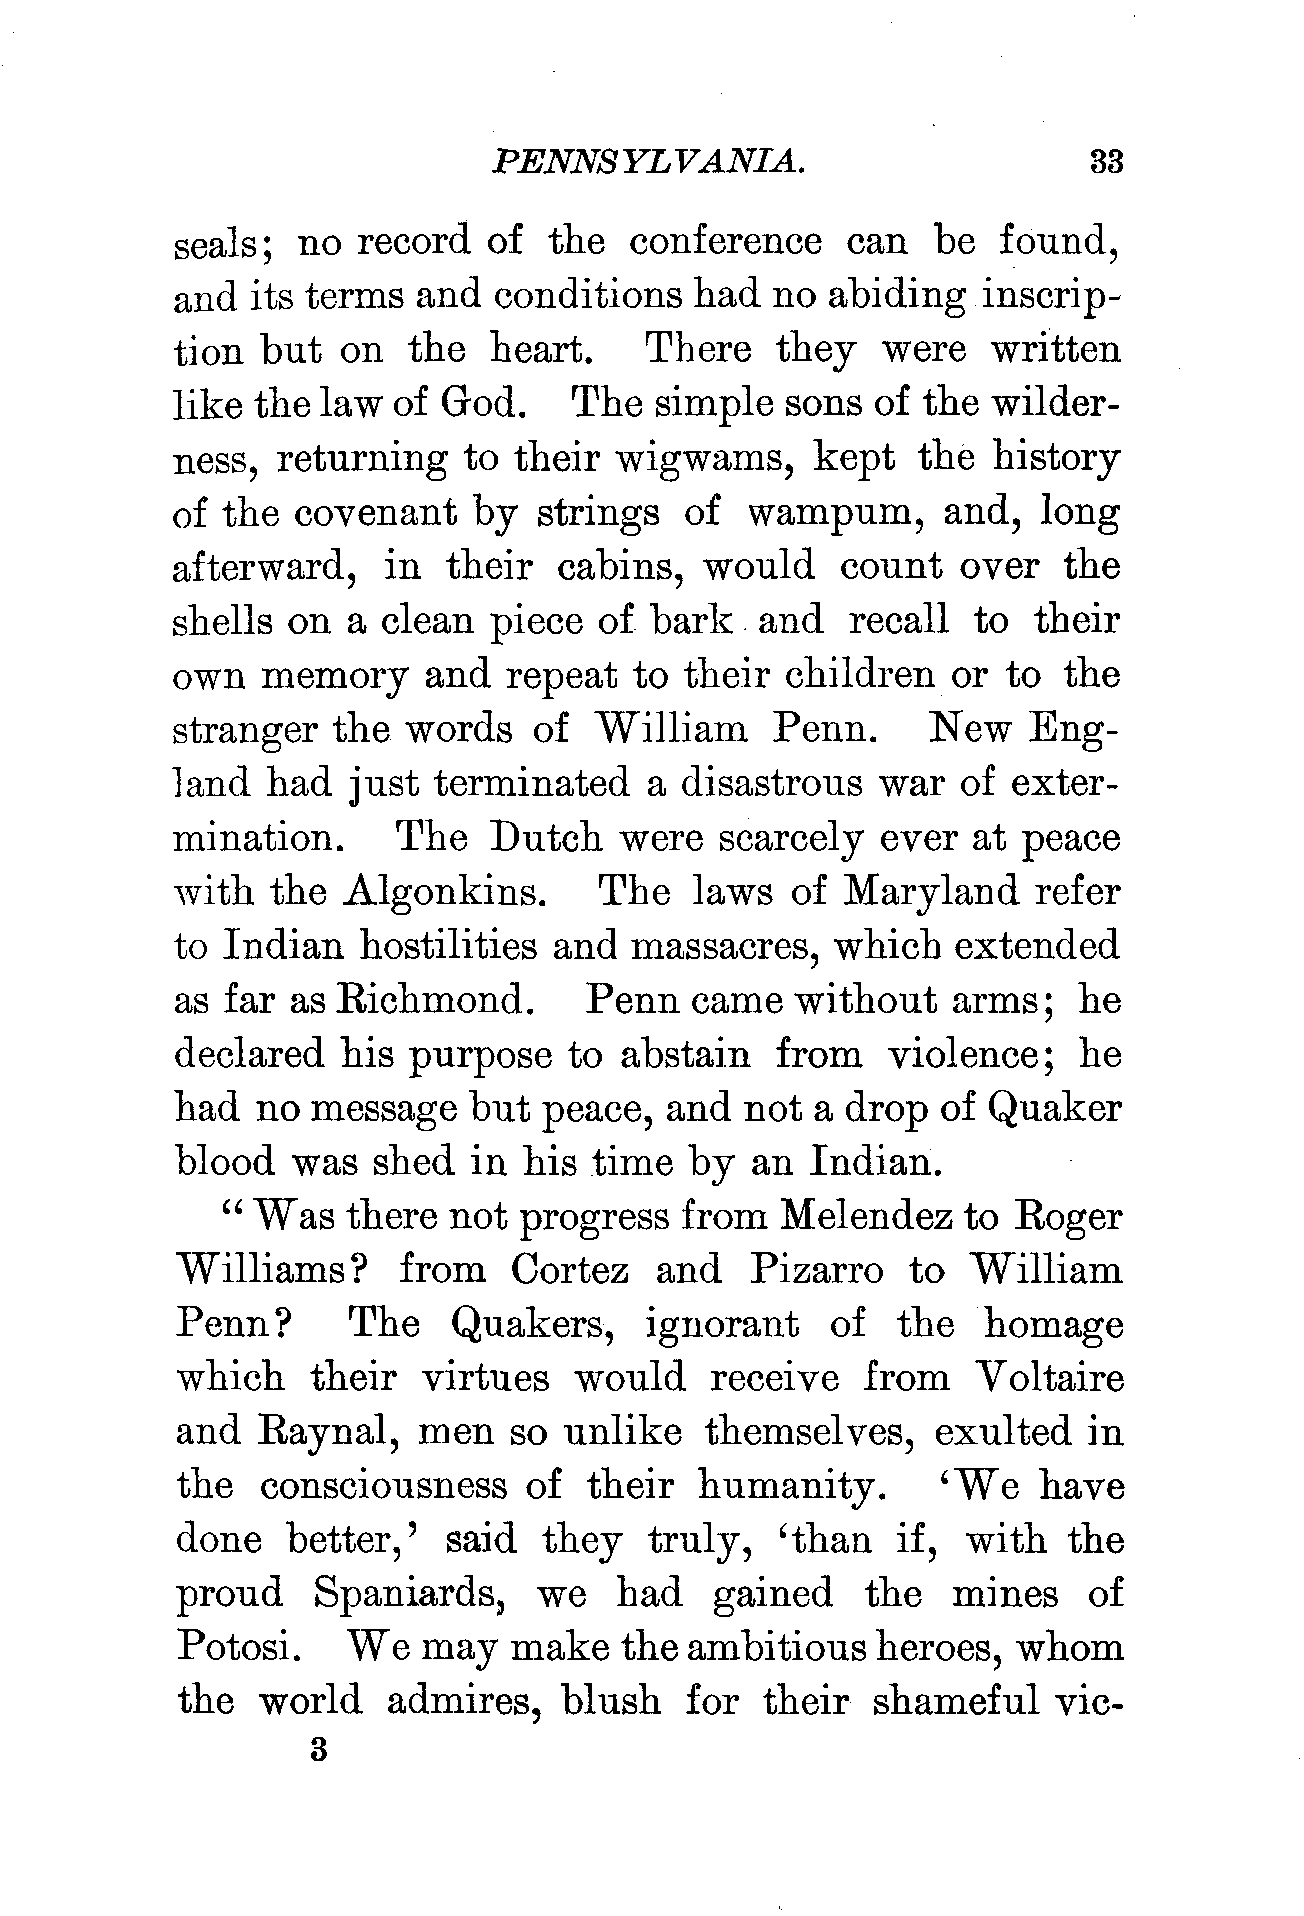 PENNSYLVANIA. 33
seals; no record of the conference can be found,
and its terms and conditions had no abiding inscrip-
tion but on the heart. There they were written
like the law of God. The simple sons of the wilder-
ness, returning to their wigwams, kept the history
of the covenant by strings of wampum, and, long
afterward, in their cabins, would count over the
shells on a clean piece of bark and recall to their
own memory and repeat to their children or to the
stranger the words of William Penn. New Eng-
land had just terminated a disastrous war of exter-
mination. The Dutch were scarcely ever at peace
with the Algonkins. The laws of Maryland refer
to Indian hostilities and massacres, which extended
as far as Richmond. Penn came without arms; he
declared his purpose to abstain from violence; he
had no message but peace, and not a drop of Quaker
blood was shed in his time by an Indian.
“Was there not progress from Melendez to Roger
Williams? from Cortez and Pizarro to William
Penn? The Quakers, ignorant of the homage
which their virtues would receive from Voltaire
and Raynal, men so unlike themselves, exulted in
the consciousness of their humanity. ‘We have
done better,’ said they truly, ‘than if, with the
proud Spaniards, we had gained the mines of
Potosi. We may make the ambitious heroes, whom
the world admires, blush for their shameful vic-
3